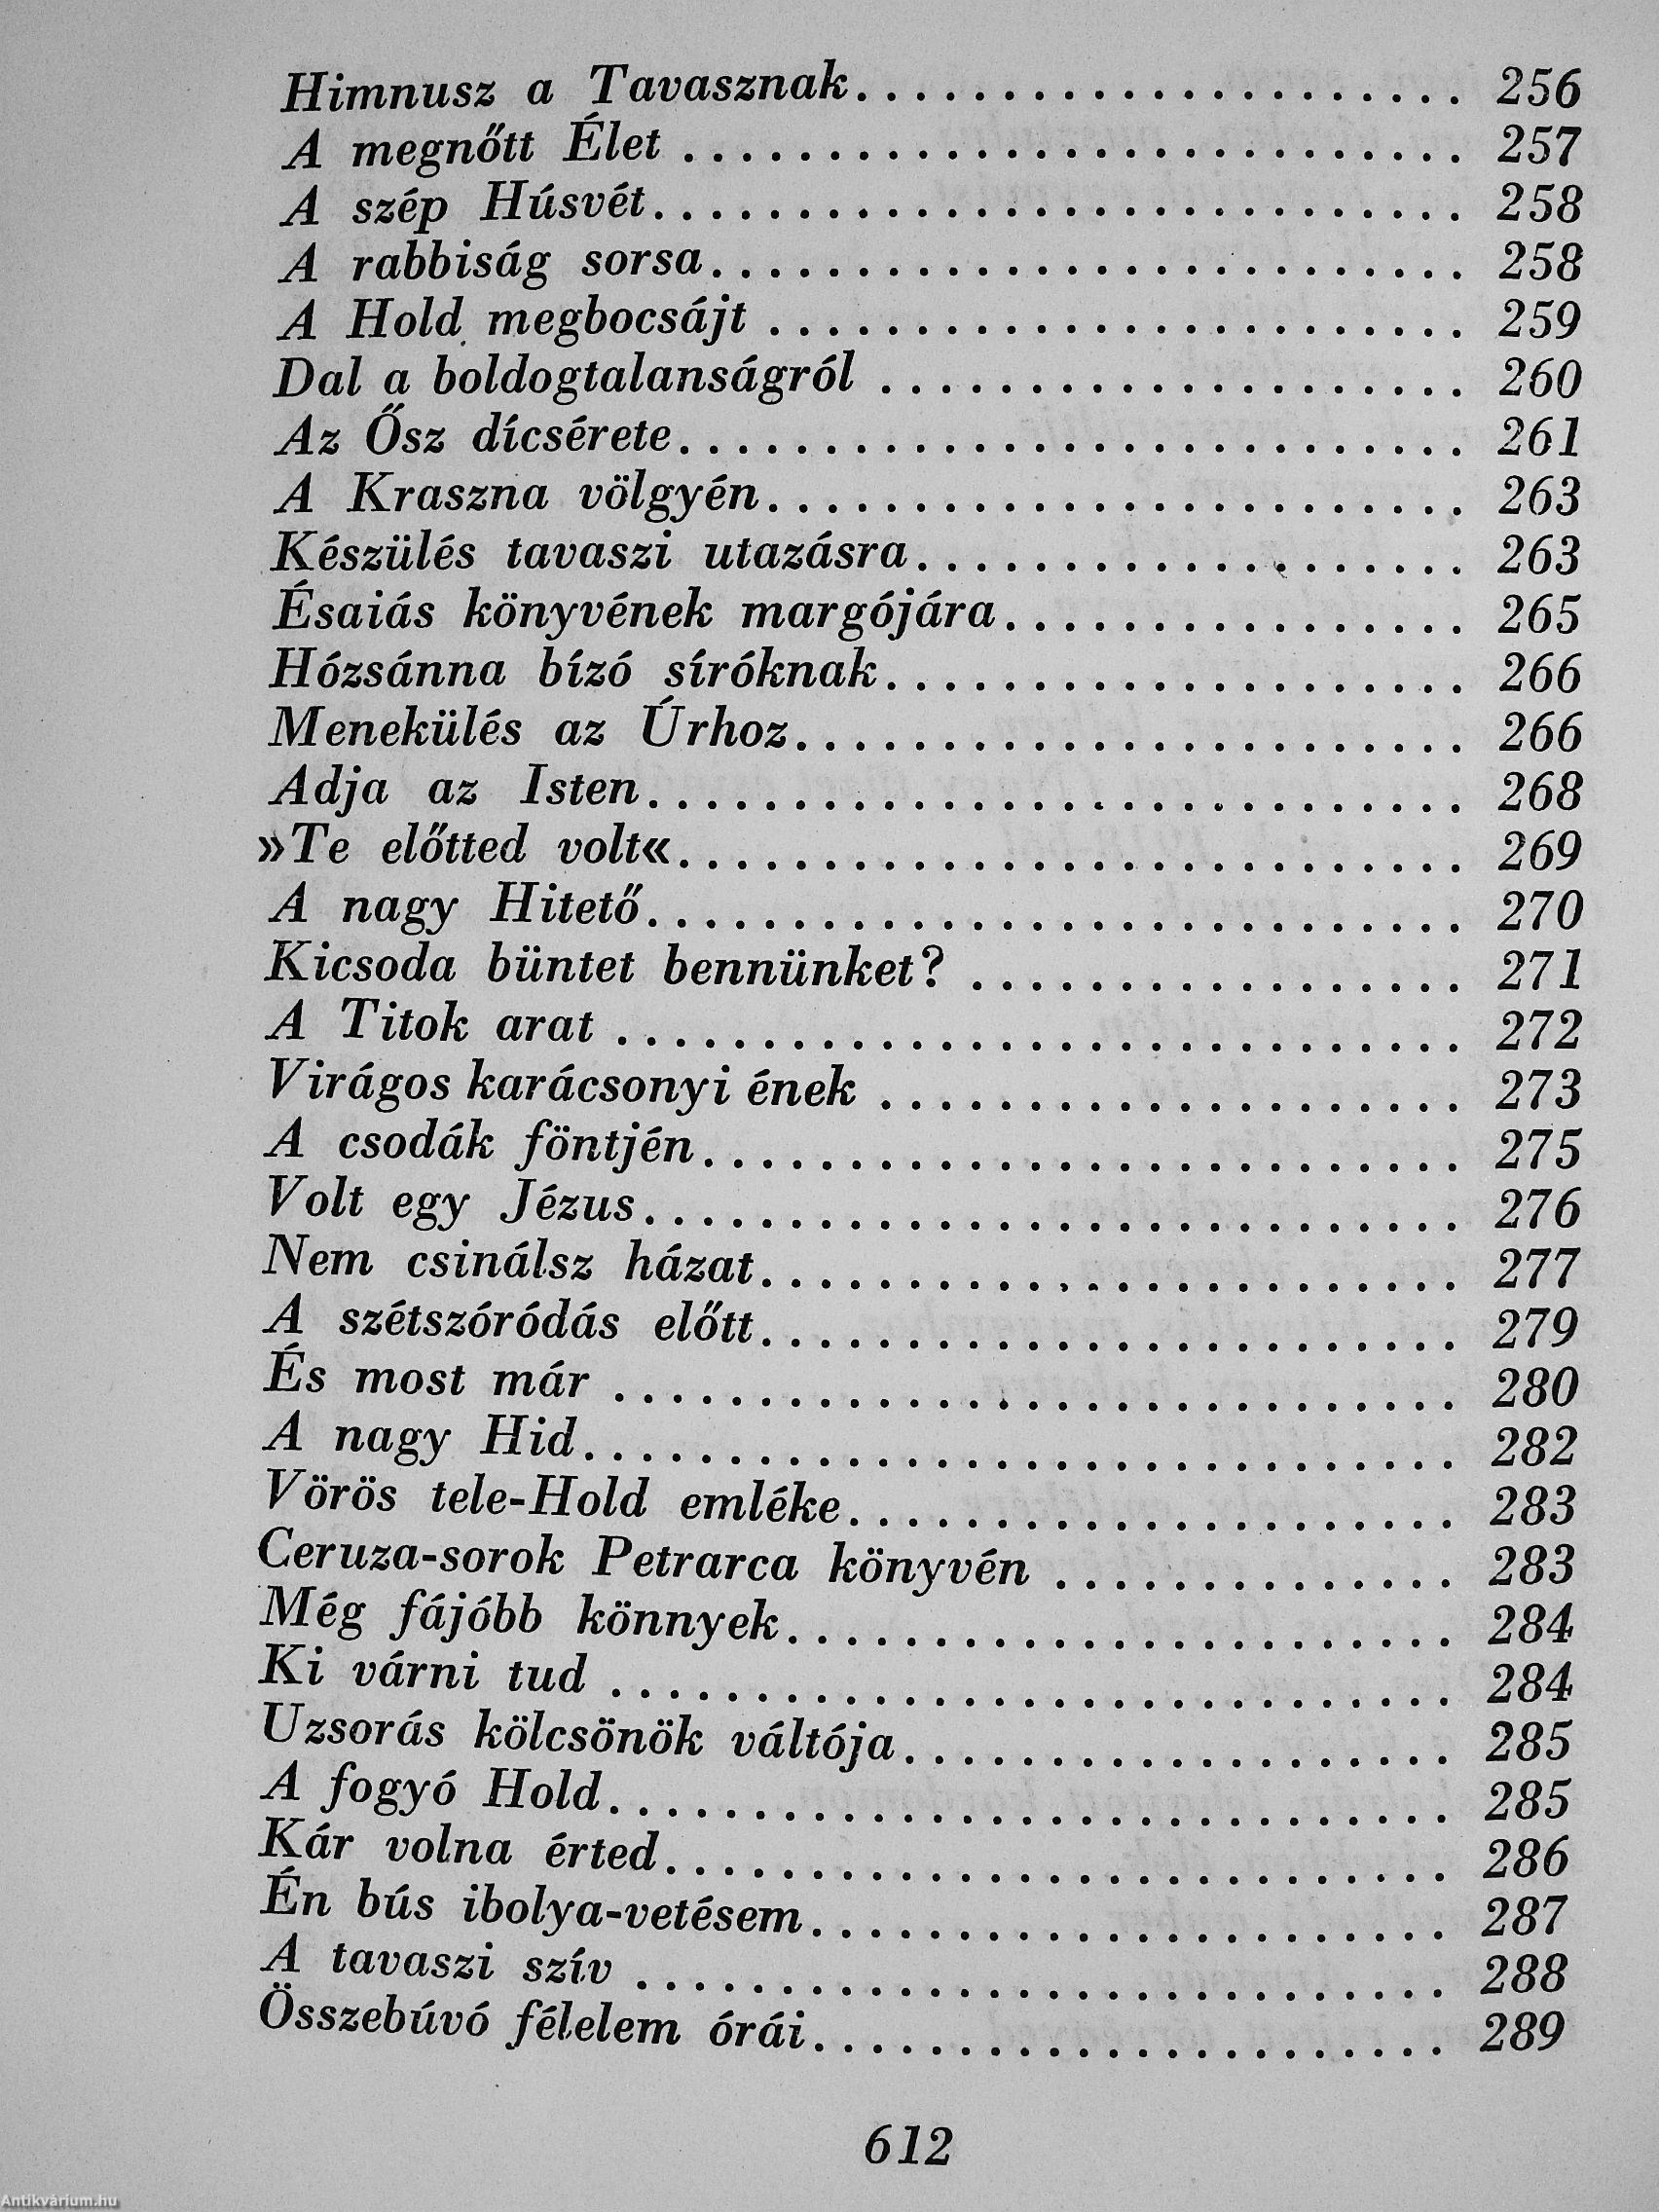 Himnusz a Tavasznak . . . . . . . . . . . . . . . . . . . . . 256
A megnőtt Élet . . . . . . . . . . . . . . . . . . . . . . . . . . . 257
A szép Húsvét . . . . . . . . . . . . . . . . . . . . . . . . . . . . 258
A rabbiság sorsa . . . . . . . . . . . . . . . . . . . . . . . . . . 258
A Hold megbocsájt . . . . . . . . . . . . . . . . . . . . . . . . 259
Dal a boldogtalanságról . . . . . . . . . . . . . . . . . . . . 260
Az Ősz dícsérete . . . . . . . . . . . . . . . . . . . . . . . . . . . 261
A Kraszna völgyén . . . . . . . . . . . . . . . . . . . . . . . . 263
Készülés tavaszi utazásra . . . . . . . . . . . . . . . . . . . 263
Ésaiás könyvének margójára . . . . . . . . . . . . . . . . 265
Hózsánna bízó síróknak . . . . . . . . . . . . . . . . . . . . 266
Menekülés az Úrhoz . . . . . . . . . . . . . . . . . . . . . . . 266
Adja az Isten . . . . . . . . . . . . . . . . . . . . . . . . . . . . 268
»Te előtted volt« . . . . . . . . . . . . . . . . . . . . . . . . . . . 269
A nagy Hitető . . . . . . . . . . . . . . . . . . . . . . . . . . . . 270
Kicsoda büntet bennünket? . . . . . . . . . . . . . . . . . 271
A Titok arat . . . . . . . . . . . . . . . . . . . . . . . . . . . . . 272
Virágos karácsonyi ének . . . . . . . . . . . . . . . . . . . . 273
A csodák föntjén . . . . . . . . . . . . . . . . . . . . . . . . . . 275
Volt egy Jézus . . . . . . . . . . . . . . . . . . . . . . . . . . . . 276
Nem csinálsz házat . . . . . . . . . . . . . . . . . . . . . . . . 277
A szétszóródás előtt . . . . . . . . . . . . . . . . . . . . . . . . 279
És most már . . . . . . . . . . . . . . . . . . . . . . . . . . . . . 280
A nagy Hid . . . . . . . . . . . . . . . . . . . . . . . . . . . . . . 282
Vörös tele-Hold emléke . . . . . . . . . . . . . . . . . . . . . 283
Ceruza-sorok Petrarca könyvén . . . . . . . . . . . . . . 283
Még fájóbb könnyek . . . . . . . . . . . . . . . . . . . . . . . 284
Ki várni tud . . . . . . . . . . . . . . . . . . . . . . . . . . . . . 284
Uzsorás kölcsönök váltója . . . . . . . . . . . . . . . . . . . 285
A fogyó Hold . . . . . . . . . . . . . . . . . . . . . . . . . . . . . 285
Kár volna érted . . . . . . . . . . . . . . . . . . . . . . . . . . . 286
Én bús ibolya-vetésem . . . . . . . . . . . . . . . . . . . . . . 287
A tavaszi szív . . . . . . . . . . . . . . . . . . . . . . . . . . . . 288
Összebúvó félelem órái . . . . . . . . . . . . . . . . . . . . . . 289
612
Antikvárium.hu